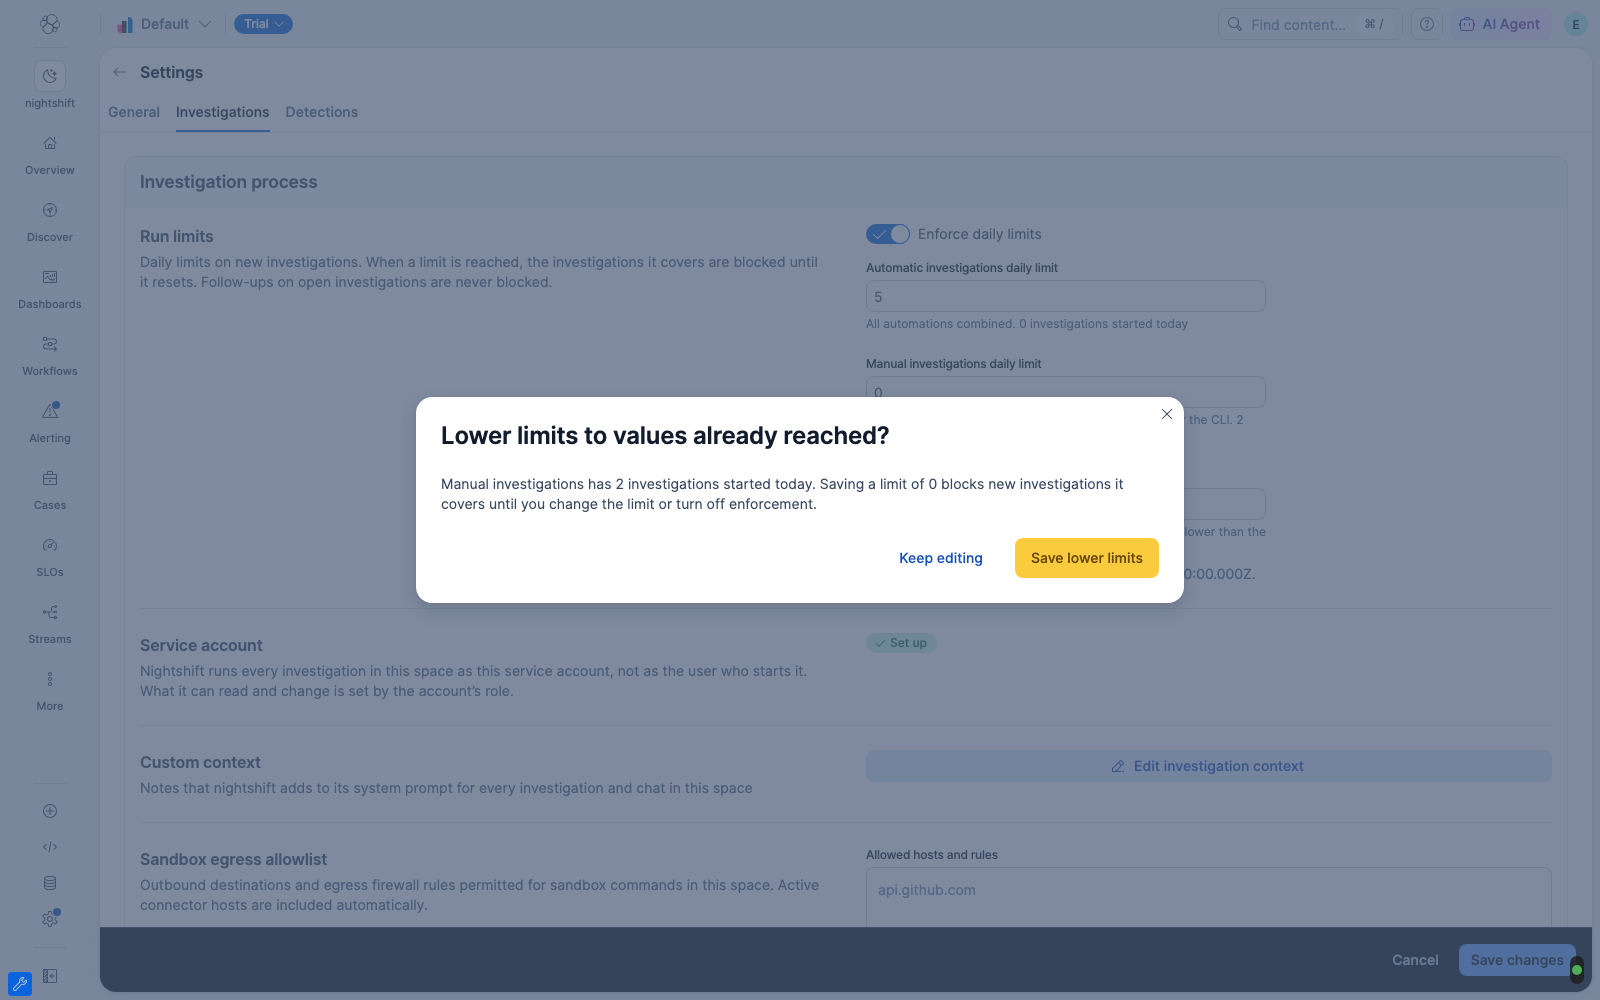 Default
Trial
Find content...
⌘ /
AI Agent
E
nightshift
Overview
Discover
Dashboards
Workflows
Alerting
Cases
SLOs
Streams
More
Settings
General
Investigations
Detections
Investigation process
Run limits
Daily limits on new investigations. When a limit is reached, the investigations it covers are blocked until
it resets. Follow-ups on open investigations are never blocked.
Enforce daily limits
Automatic investigations daily limit
5
All automations combined. 0 investigations started today
Manual investigations daily limit
0
the CLI. 2
lower than the
0:00.000Z.
Lower limits to values already reached?
Manual investigations has 2 investigations started today. Saving a limit of 0 blocks new investigations it
covers until you change the limit or turn off enforcement.
Keep editing
Save lower limits
Service account
Nightshift runs every investigation in this space as this service account, not as the user who starts it.
What it can read and change is set by the account’s role.
Set up
Custom context
Notes that nightshift adds to its system prompt for every investigation and chat in this space
Edit investigation context
Sandbox egress allowlist
Outbound destinations and egress firewall rules permitted for sandbox commands in this space. Active
connector hosts are included automatically.
Allowed hosts and rules
api.github.com
Cancel
Save changes